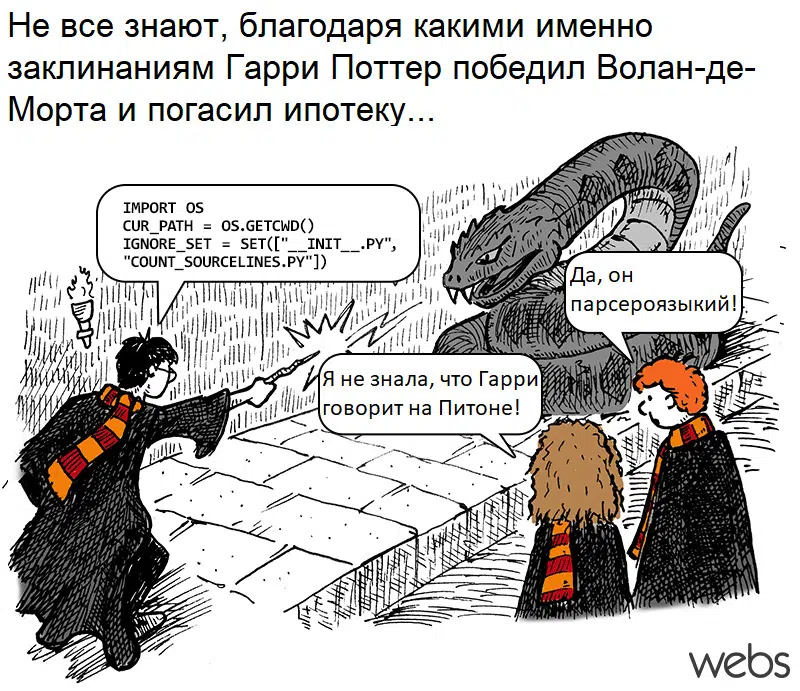 Не все знают, благодаря какими именно
заклинаниям Гарри Поттер победил Волан-де-
Морта и погасил ипотеку...
IMPORT OS
CUR_PATH = OS.GETCWD()
IGNORE_SET = SET(["__INIT__.PY",
"COUNT_SOURCELINES.PY"])
Да, он
парсероязыкий!
Я не знала, что Гарри
говорит на Питоне!
webs